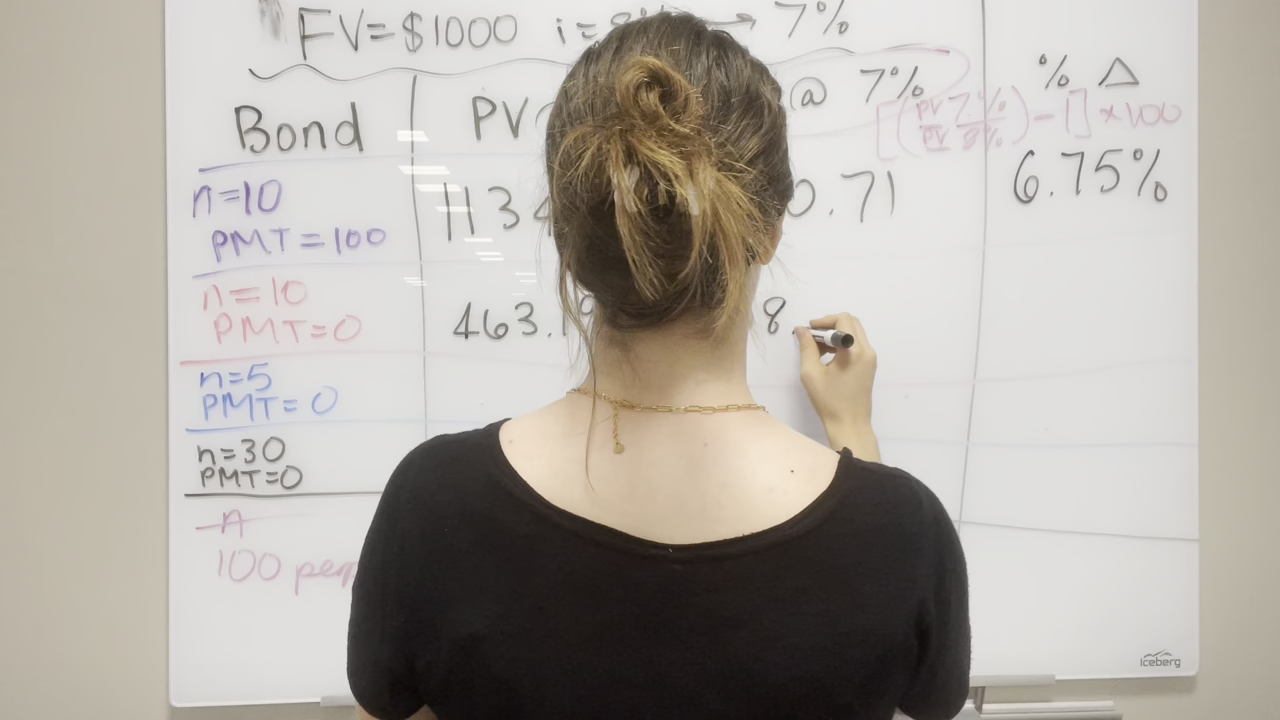 FV=$1000 i=8% → 7%
Bond PV @ 7% % Δ
[(PV 7%/PV 8%)-1] ×100
n=10
PMT=100 1134 0.71 6.75%
n=10
PMT=0 463.19 8
n=5
PMT=0
n=30
PMT=0
n
100
Iceberg